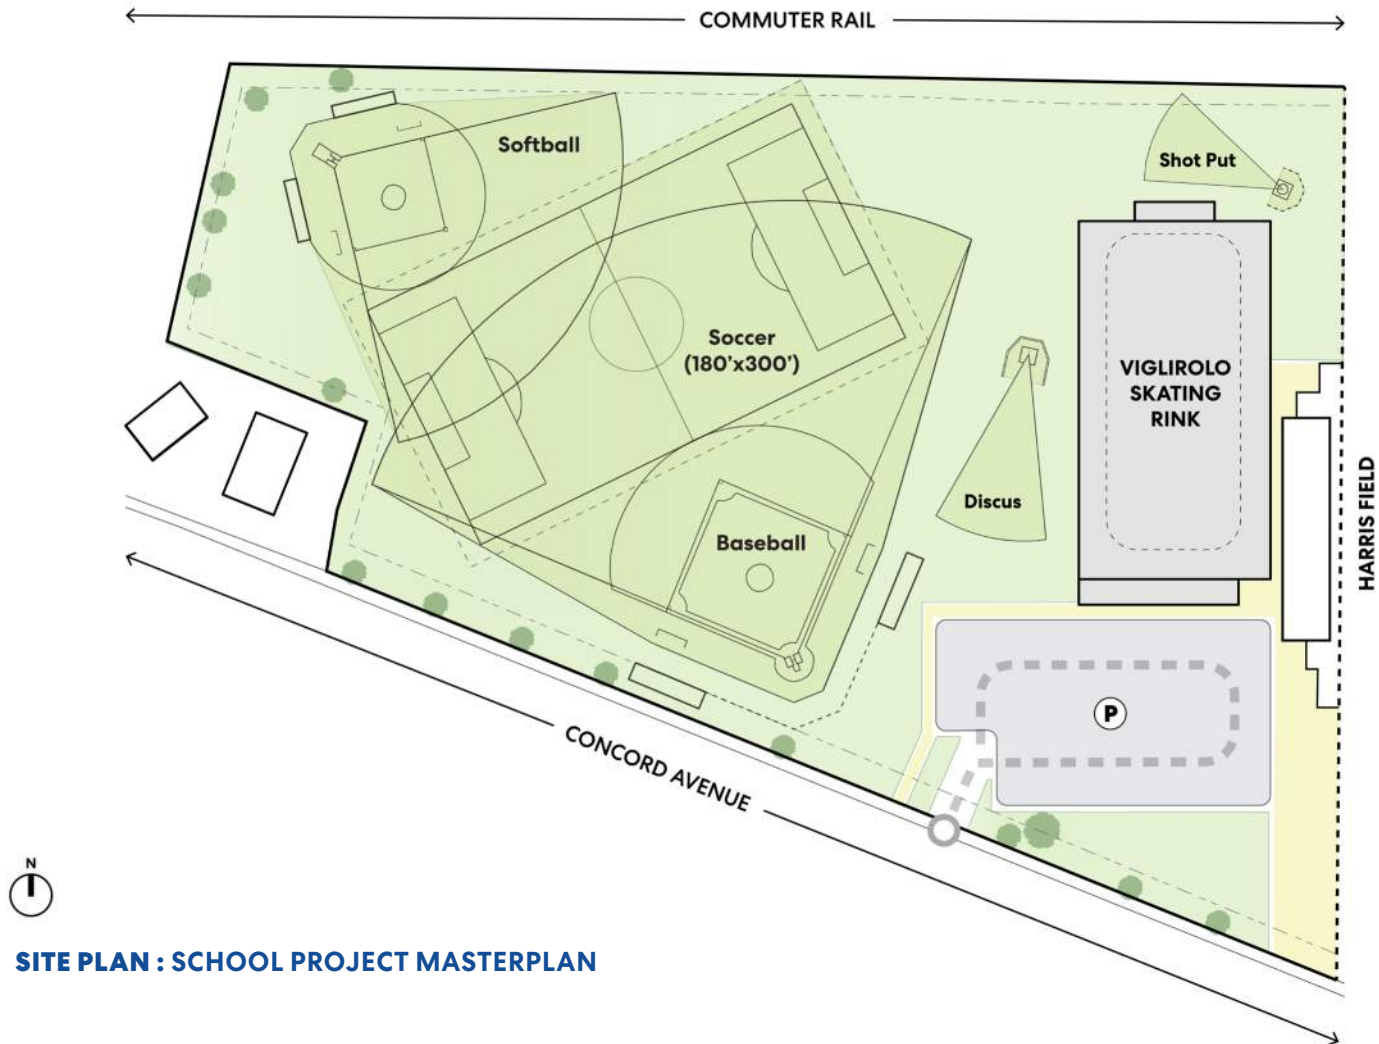 COMMUTER RAIL
Softball
Shot Put
Soccer
(180'x300')
VIGLIROLO
SKATING
RINK
Discus
Baseball
HARRIS FIELD
P
CONCORD AVENUE
N
SITE PLAN : SCHOOL PROJECT MASTERPLAN